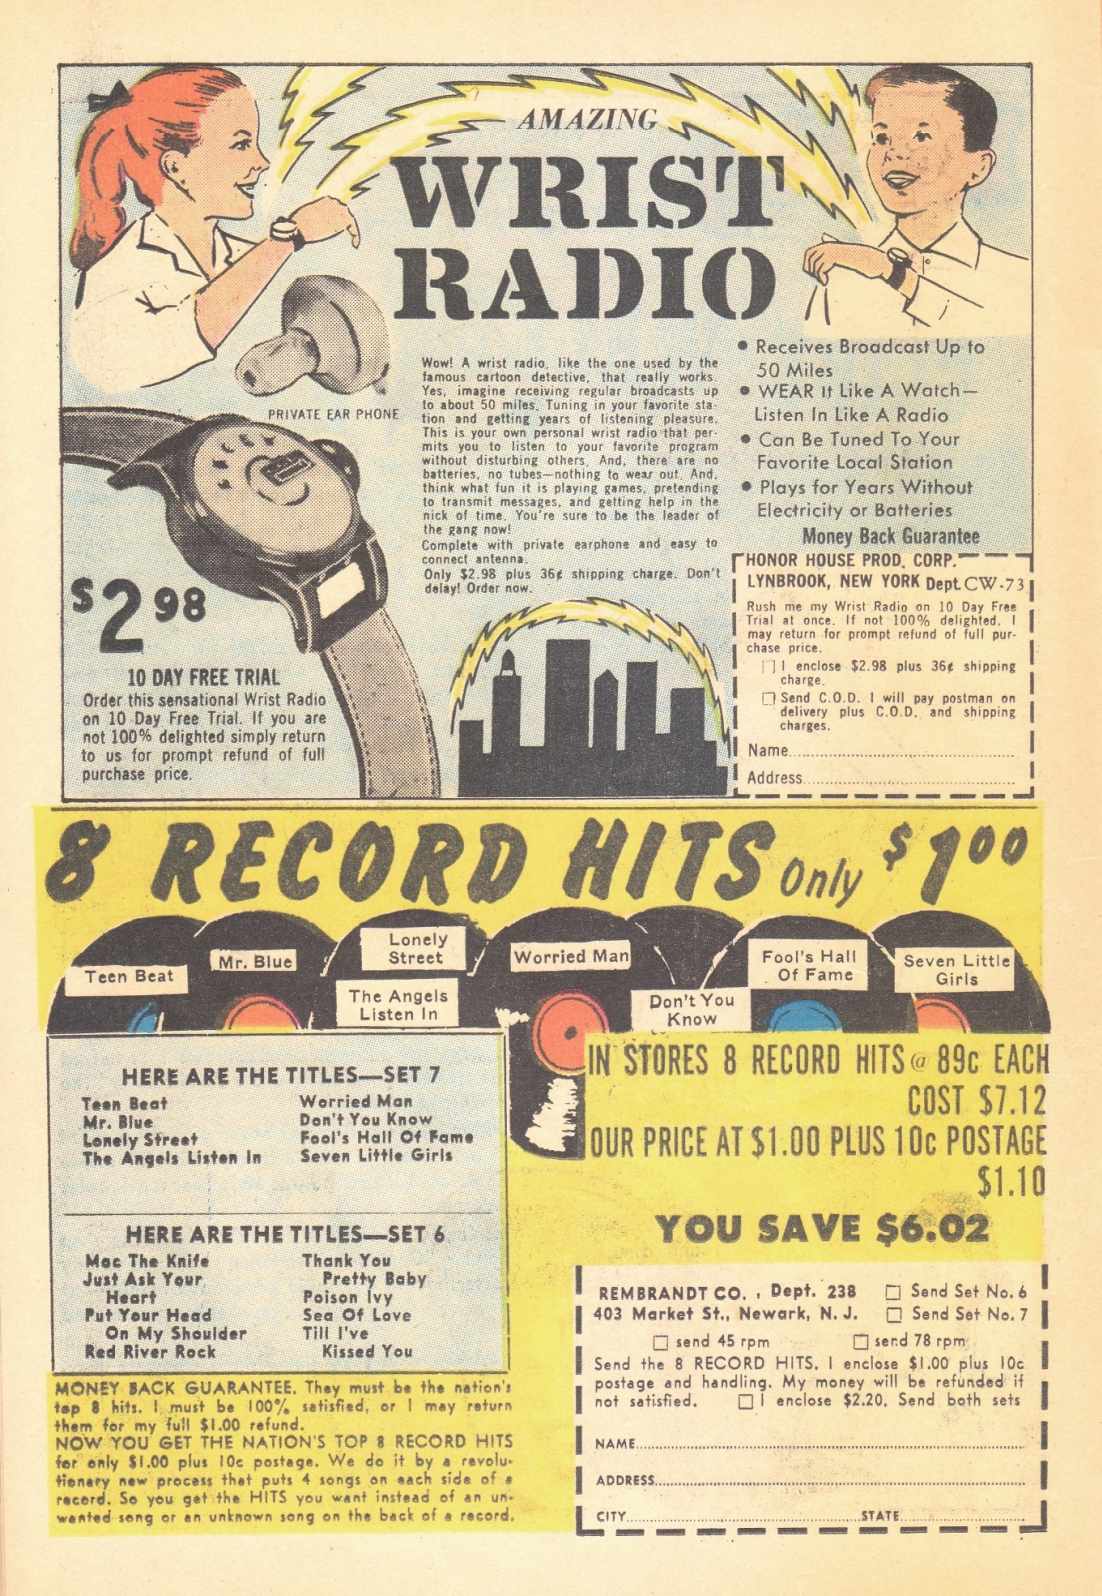 AMAZING
WRIST
RADIO
PRIVATE EAR PHONE
Wow! A wrist radio, like the one used by the
famous cartoon detective, that really works.
Yes, imagine receiving regular broadcasts up
to about 50 miles. Tuning in your favorite sta-
tion and getting years of listening pleasure.
This is your own personal wrist radio that per-
mits you to listen to your favorite program
without disturbing others. And, there are no
batteries, no tubes—nothing to wear out. And,
think what fun it is playing games, pretending
to transmit messages, and getting help in the
nick of time. You're sure to be the leader of
the gang now!
Complete with private earphone and easy to
connect antenna.
Only $2.98 plus 36¢ shipping charge. Don't
delay! Order now.
• Receives Broadcast Up to
50 Miles
• WEAR It Like A Watch—
Listen In Like A Radio
• Can Be Tuned To Your
Favorite Local Station
• Plays for Years Without
Electricity or Batteries
Money Back Guarantee
$2.98
10 DAY FREE TRIAL
Order this sensational Wrist Radio
on 10 Day Free Trial. If you are
not 100% delighted simply return
to us for prompt refund of full
purchase price.
HONOR HOUSE PROD. CORP.
LYNBROOK, NEW YORK Dept. CW-73
Rush me my Wrist Radio on 10 Day Free
Trial at once. If not 100% delighted, I
may return for prompt refund of full pur-
chase price.
☐ I enclose $2.98 plus 36¢ shipping
charge.
☐ Send C.O.D. I will pay postman on
delivery plus C.O.D. and shipping
charges.
Name
Address
8 RECORD HITS Only $1.00
Teen Beat
Mr. Blue
Lonely
Street
The Angels
Listen In
Worried Man
Don't You
Know
Fool's Hall
Of Fame
Seven Little
Girls
HERE ARE THE TITLES—SET 7
Teen Beat Worried Man
Mr. Blue Don't You Know
Lonely Street Fool's Hall Of Fame
The Angels Listen In Seven Little Girls
HERE ARE THE TITLES—SET 6
Mac The Knife Thank You
Just Ask Your Pretty Baby
Heart Poison Ivy
Put Your Head Sea Of Love
On My Shoulder Till I've
Red River Rock Kissed You
IN STORES 8 RECORD HITS @ 89c EACH
COST $7.12
OUR PRICE AT $1.00 PLUS 10c POSTAGE
$1.10
YOU SAVE $6.02
MONEY BACK GUARANTEE. They must be the nation's
top 8 hits. I must be 100% satisfied, or I may return
them for my full $1.00 refund.
NOW YOU GET THE NATION'S TOP 8 RECORD HITS
for only $1.00 plus 10c postage. We do it by a revolu-
tionary new process that puts 4 songs on each side of a
record. So you get the HITS you want instead of an un-
wanted song or an unknown song on the back of a record.
REMBRANDT CO., Dept. 238 ☐ Send Set No. 6
403 Market St., Newark, N. J. ☐ Send Set No. 7
☐ send 45 rpm ☐ send 78 rpm
Send the 8 RECORD HITS. I enclose $1.00 plus 10c
postage and handling. My money will be refunded if
not satisfied. ☐ I enclose $2.20. Send both sets
NAME
ADDRESS
CITY STATE